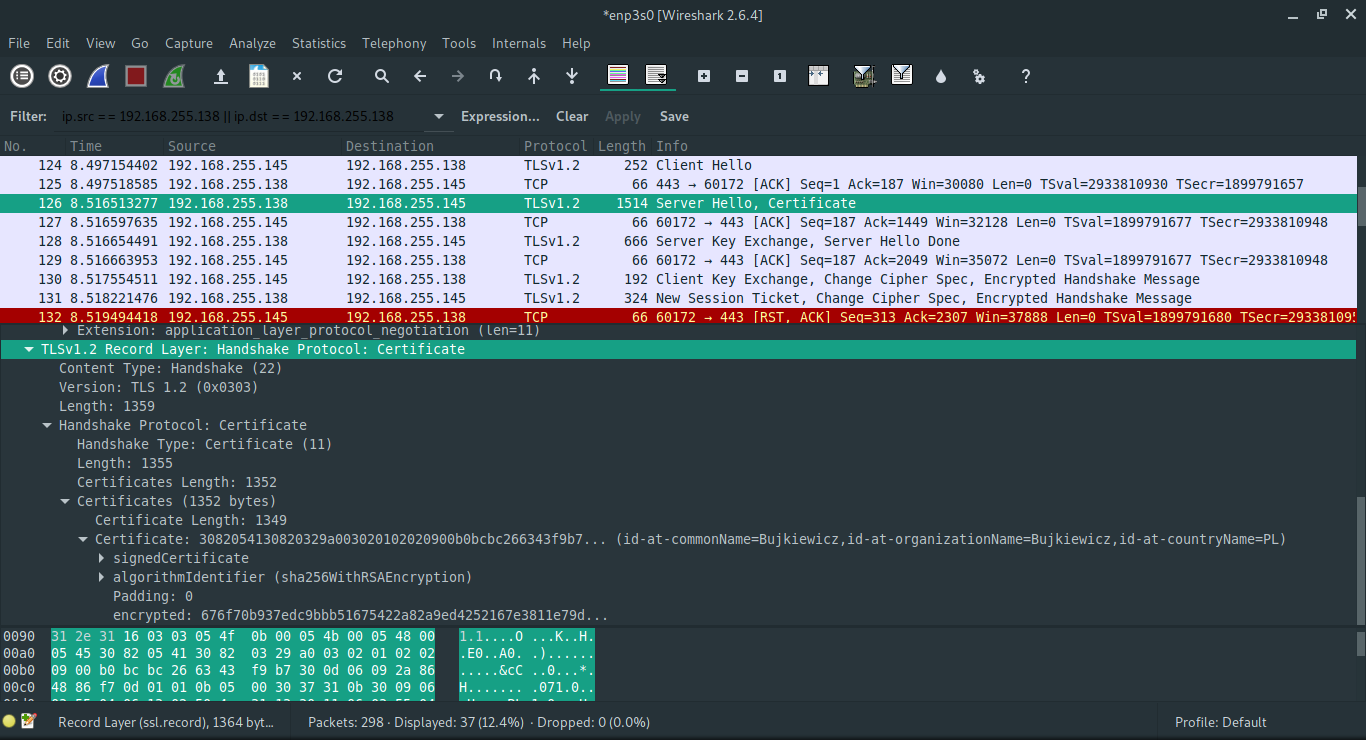 *enp3s0 [Wireshark 2.6.4]
File Edit View Go Capture Analyze Statistics Telephony Tools Internals Help
Filter: ip.src == 192.168.255.138 || ip.dst == 192.168.255.138 Expression... Clear Apply Save
No. Time Source Destination Protocol Length Info
124 8.497154402 192.168.255.145 192.168.255.138 TLSv1.2 252 Client Hello
125 8.497518585 192.168.255.138 192.168.255.145 TCP 66 443 → 60172 [ACK] Seq=1 Ack=187 Win=30080 Len=0 TSval=2933810930 TSecr=1899791657
126 8.516513277 192.168.255.138 192.168.255.145 TLSv1.2 1514 Server Hello, Certificate
127 8.516597635 192.168.255.145 192.168.255.138 TCP 66 60172 → 443 [ACK] Seq=187 Ack=1449 Win=32128 Len=0 TSval=1899791677 TSecr=2933810948
128 8.516654491 192.168.255.138 192.168.255.145 TLSv1.2 666 Server Key Exchange, Server Hello Done
129 8.516663953 192.168.255.145 192.168.255.138 TCP 66 60172 → 443 [ACK] Seq=187 Ack=2049 Win=35072 Len=0 TSval=1899791677 TSecr=2933810948
130 8.517554511 192.168.255.145 192.168.255.138 TLSv1.2 192 Client Key Exchange, Change Cipher Spec, Encrypted Handshake Message
131 8.518221476 192.168.255.138 192.168.255.145 TLSv1.2 324 New Session Ticket, Change Cipher Spec, Encrypted Handshake Message
132 8.519494418 192.168.255.145 192.168.255.138 TCP 66 60172 → 443 [RST, ACK] Seq=313 Ack=2307 Win=37888 Len=0 TSval=1899791680 TSecr=293381095
Extension: application_layer_protocol_negotiation (len=11)
TLSv1.2 Record Layer: Handshake Protocol: Certificate
Content Type: Handshake (22)
Version: TLS 1.2 (0x0303)
Length: 1359
Handshake Protocol: Certificate
Handshake Type: Certificate (11)
Length: 1355
Certificates Length: 1352
Certificates (1352 bytes)
Certificate Length: 1349
Certificate: 3082054130820329a003020102020900b0bcbc266343f9b7... (id-at-commonName=Bujkiewicz,id-at-organizationName=Bujkiewicz,id-at-countryName=PL)
signedCertificate
algorithmIdentifier (sha256WithRSAEncryption)
Padding: 0
encrypted: 676f70b937edc9bbb51675422a82a9ed4252167e3811e79d...
0090 31 2e 31 16 03 03 05 4f 0b 00 05 4b 00 05 48 00 1.1....O ...K..H.
00a0 05 45 30 82 05 41 30 82 03 29 a0 03 02 01 02 02 .E0..A0. .)......
00b0 09 00 b0 bc bc 26 63 43 f9 b7 30 0d 06 09 2a 86 .....&cC ..0...*.
00c0 48 86 f7 0d 01 01 0b 05 00 30 37 31 0b 30 09 06 H....... .071.0..
Record Layer (ssl.record), 1364 byt... Packets: 298 · Displayed: 37 (12.4%) · Dropped: 0 (0.0%) Profile: Default